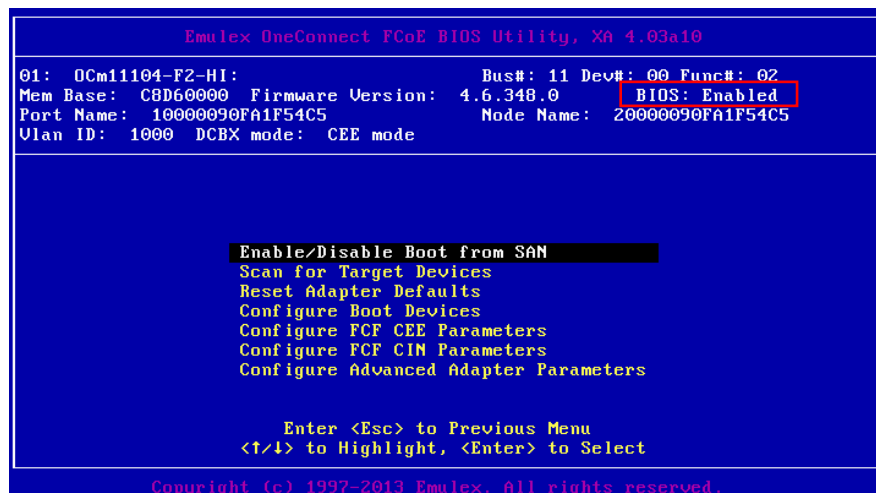 Emulex OneConnect FCoE BIOS Utility, XA 4.03a10
01: OCm11104-F2-HI: Bus#: 11 Dev#: 00 Func#: 02
Mem Base: C8D60000 Firmware Version: 4.6.348.0 BIOS: Enabled
Port Name: 10000090FA1F54C5 Node Name: 20000090FA1F54C5
Vlan ID: 1000 DCBX mode: CEE mode
Enable/Disable Boot from SAN
Scan for Target Devices
Reset Adapter Defaults
Configure Boot Devices
Configure FCF CEE Parameters
Configure FCF CIN Parameters
Configure Advanced Adapter Parameters
Enter <Esc> to Previous Menu
<↑/↓> to Highlight, <Enter> to Select
Copyright (c) 1997-2013 Emulex. All rights reserved.